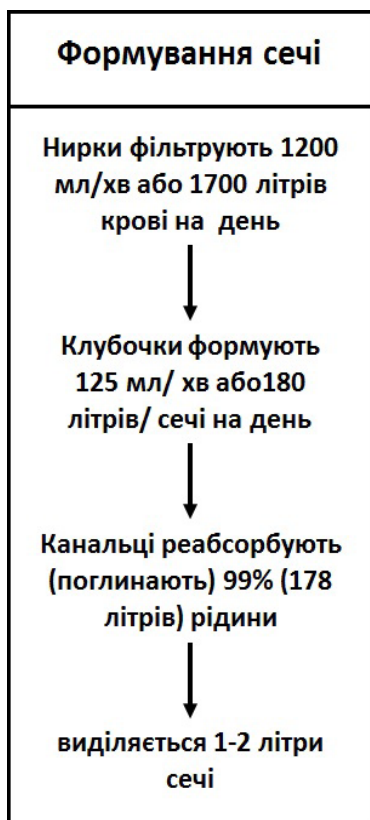 Формування сечі
Нирки фільтрують 1200
мл/хв або 1700 літрів
крові на день
Клубочки формують
125 мл/ хв або180
літрів/ сечі на день
Канальці реабсорбують
(поглинають) 99% (178
літрів) рідини
виділяється 1-2 літри
сечі